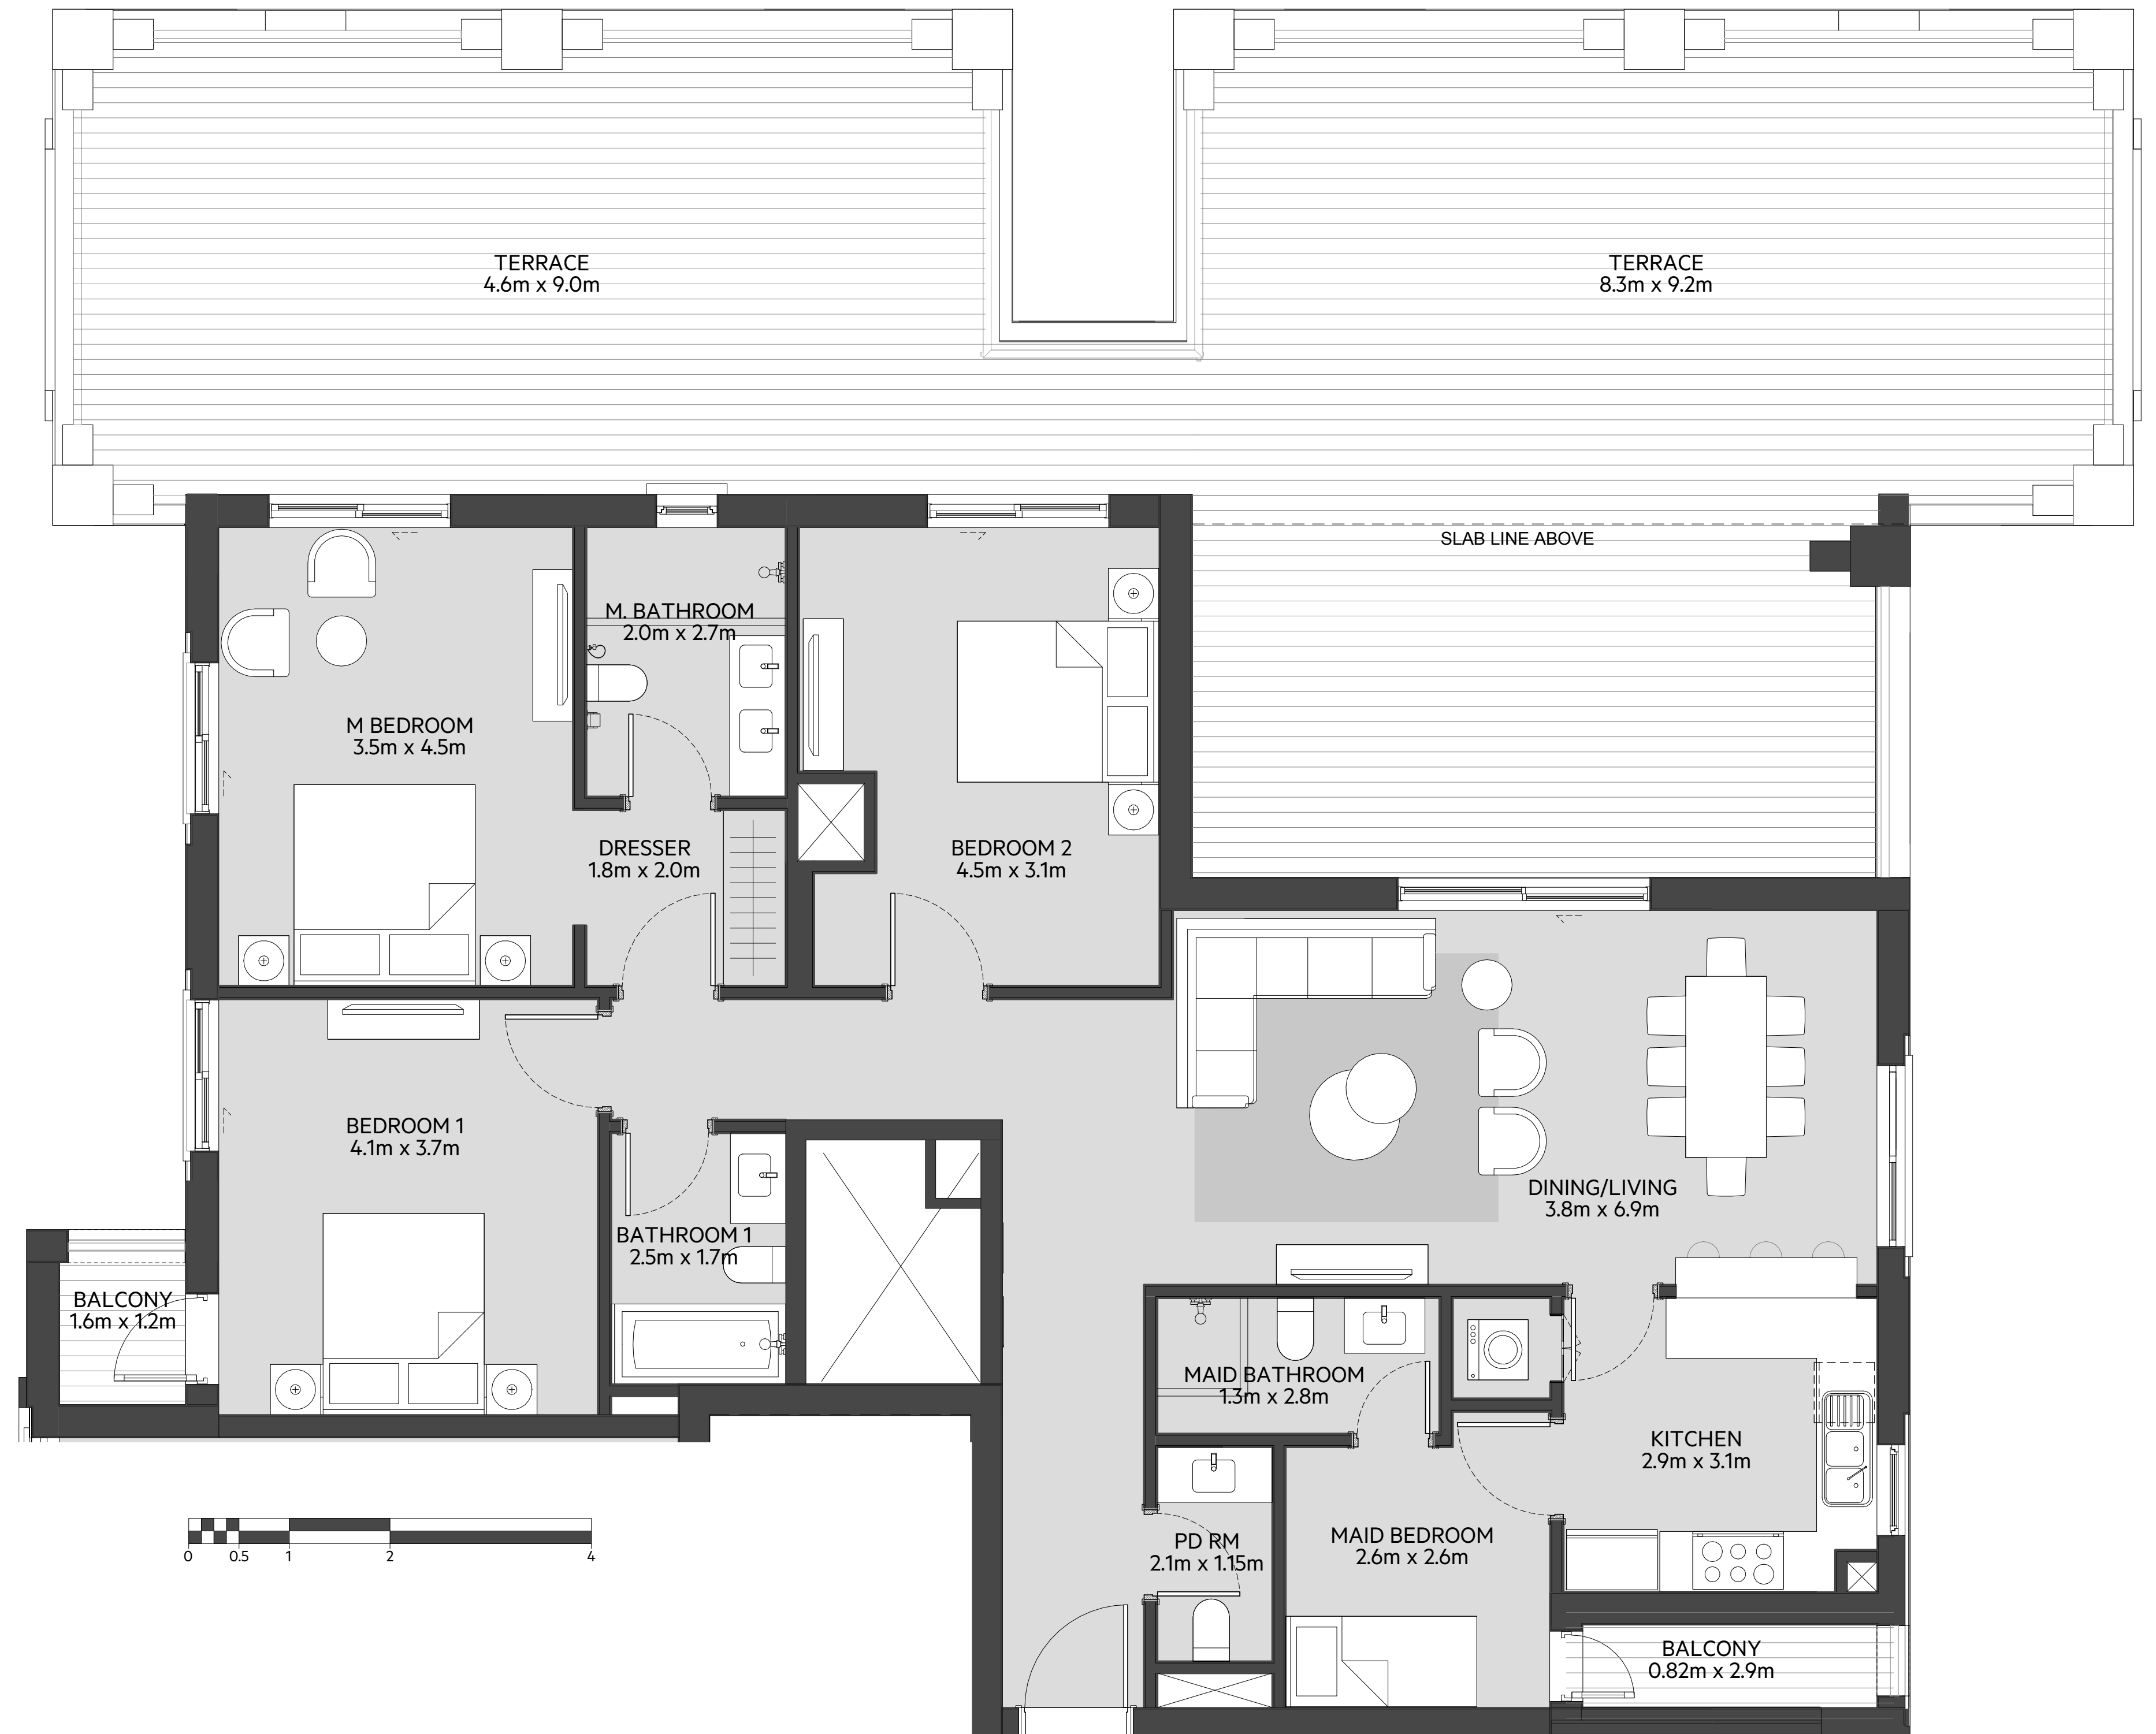 TERRACE
4.6m x 9.0m
TERRACE
8.3m x 9.2m
SLAB LINE ABOVE
M. BATHROOM
2.0m x 2.7m
M BEDROOM
3.5m x 4.5m
DRESSER
1.8m x 2.0m
BEDROOM 2
4.5m x 3.1m
BEDROOM 1
4.1m x 3.7m
DINING/LIVING
3.8m x 6.9m
BATHROOM 1
2.5m x 1.7m
BALCONY
1.6m x 1.2m
MAID BATHROOM
1.3m x 2.8m
KITCHEN
2.9m x 3.1m
PD RM
2.1m x 1.15m
MAID BEDROOM
2.6m x 2.6m
0 0.5 1 2 4
BALCONY
0.82m x 2.9m